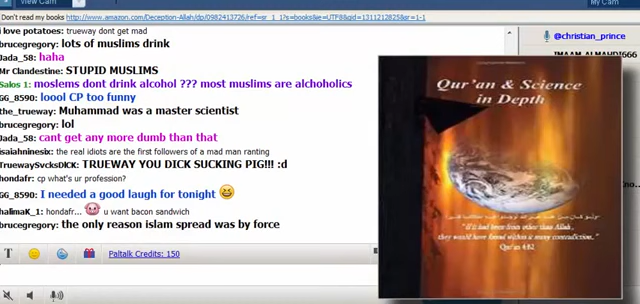 View Cam
My Cam
Don't read my books http://www.amazon.com/Deception-Allah/dp/0982413726/ref=sr_1_1?s=books&ie=UTF8&qid=1311212825&sr=1-1
i love potatoes: trueway dont get mad
brucegregory: lots of muslims drink
Jada_58: haha
Mr Clandestine: STUPID MUSLIMS
Salos 1: moslems dont drink alcohol ??? most muslims are alchoholics
GG_8590: loool CP too funny
the_trueway: Muhammad was a master scientist
brucegregory: lol
Jada_58: cant get any more dumb than that
isaiahninesix: the real idiots are the first followers of a mad man ranting
TruewaySvcksDICK: TRUEWAY YOU DICK SUCKING PIG!!! :d
hondafr: cp what's ur profession?
GG_8590: I needed a good laugh for tonight
halimaK_1: hondafr... u want bacon sandwich
brucegregory: the only reason islam spread was by force
T
Paltalk Credits: 150
@christian_prince
IMAAM ALMAHDI666
Qur'an & Science
in Depth
"if it had been from other than Allah,
they would have found within it many contradiction,"
Qur'an 4:82